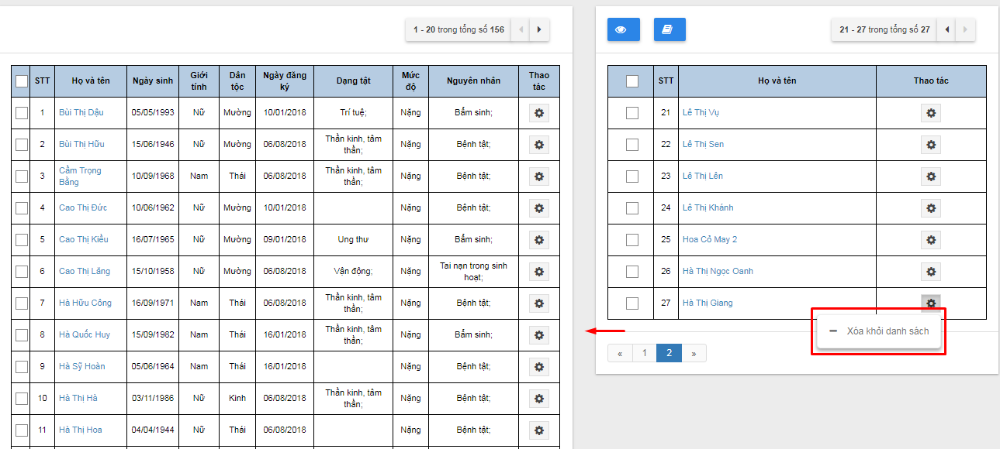 1 - 20 trong tổng số 156
STT Họ và tên Ngày sinh Giới tính Dân tộc Ngày đăng ký Dạng tật Mức độ Nguyên nhân Thao tác
1 Bùi Thị Dậu 05/05/1993 Nữ Mường 10/01/2018 Trí tuệ; Nặng Bẩm sinh;
2 Bùi Thị Hữu 15/06/1946 Nữ Mường 06/08/2018 Thần kinh, tâm thần; Nặng Bệnh tật;
3 Cầm Trọng Bằng 10/09/1968 Nam Thái 06/08/2018 Thần kinh, tâm thần; Nặng Bệnh tật;
4 Cao Thị Đức 10/06/1962 Nữ Mường 10/01/2018 Nặng Bệnh tật;
5 Cao Thị Kiều 16/07/1965 Nữ Mường 09/01/2018 Ung thư Nặng Bẩm sinh;
6 Cao Thị Lăng 15/10/1958 Nữ Mường 06/08/2018 Vận động; Nặng Tai nạn trong sinh hoạt;
7 Hà Hữu Công 16/09/1971 Nam Thái 06/08/2018 Thần kinh, tâm thần; Nặng Bệnh tật;
8 Hà Quốc Huy 15/09/1982 Nam Thái 16/01/2018 Thần kinh, tâm thần; Nặng Bẩm sinh;
9 Hà Sỹ Hoàn 05/06/1964 Nam Thái 16/01/2018 Nặng Bệnh tật;
10 Hà Thị Hà 03/11/1986 Nữ Kinh 06/08/2018 Thần kinh, tâm thần; Nặng Bệnh tật;
11 Hà Thị Hoa 04/04/1944 Nữ Thái 06/08/2018 Nặng Bệnh tật;
21 - 27 trong tổng số 27
STT Họ và tên Thao tác
21 Lê Thị Vụ
22 Lê Thị Sen
23 Lê Thị Lên
24 Lê Thị Khánh
25 Hoa Cỏ May 2
26 Hà Thị Ngọc Oanh
27 Hà Thị Giang
Xóa khỏi danh sách
« 1 2 »